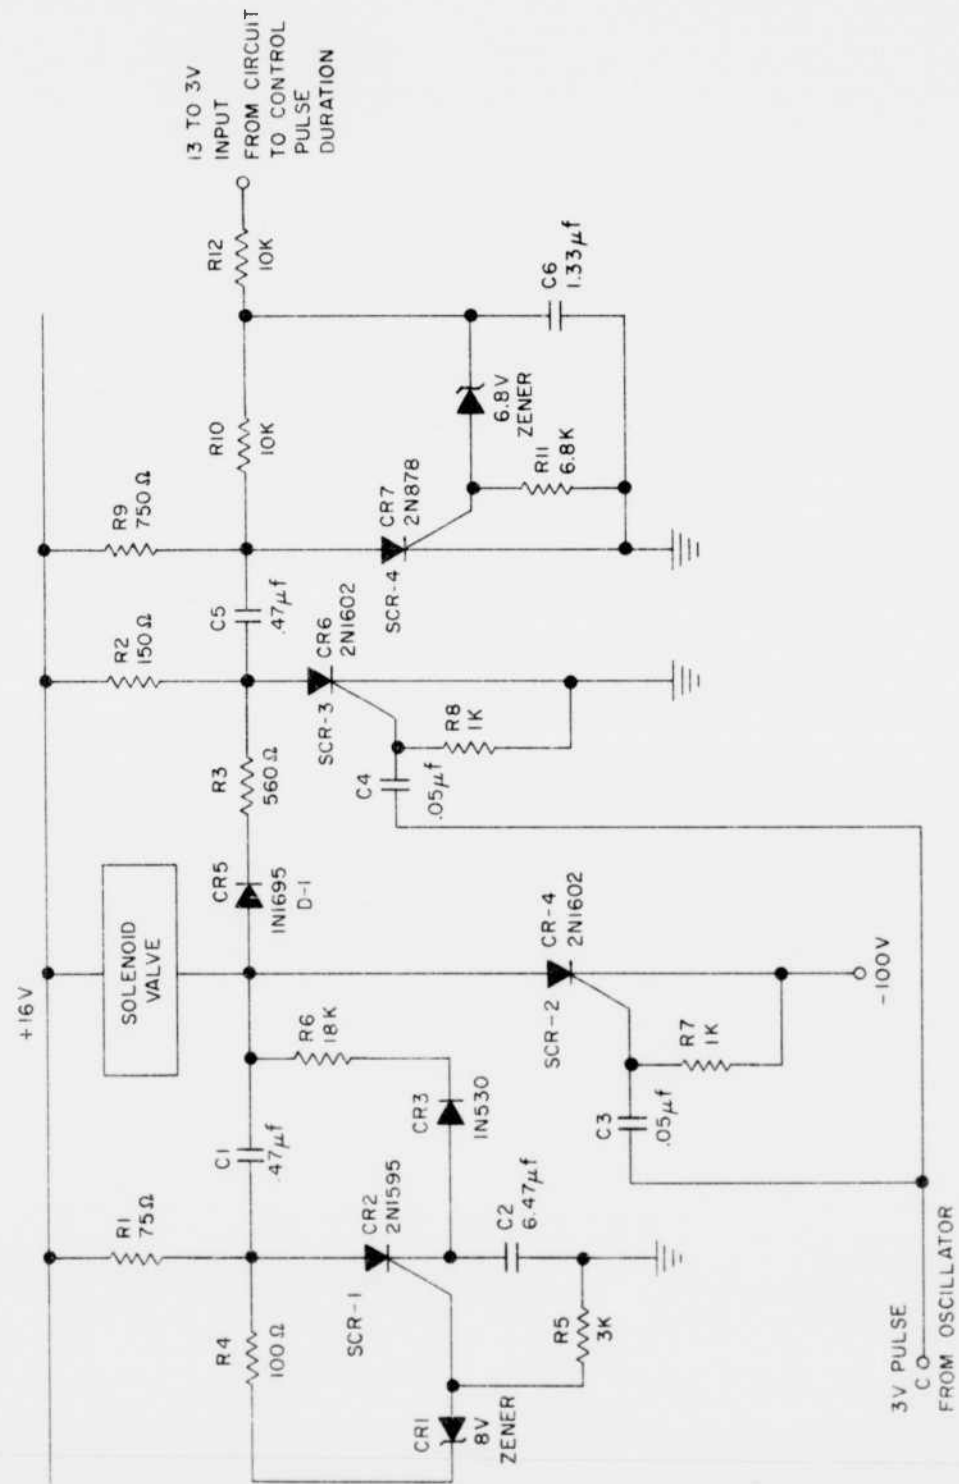 +16V
SOLENOID
VALVE
R1
75Ω
R2
150Ω
R9
750Ω
R4
100Ω
C1
.47µf
CR5
1N1695
D-1
R3
560Ω
C5
.47µf
R10
10K
R12
10K
13 TO 3V
INPUT
FROM CIRCUIT
TO CONTROL
PULSE
DURATION
R6
18K
SCR-1
CR2
2N1595
CR3
1N530
SCR-3
CR6
2N1602
SCR-4
CR7
2N878
6.8V
ZENER
C4
.05µf
R8
1K
R11
6.8K
C6
1.33µf
CR1
8V
ZENER
C2
6.47µf
R5
3K
SCR-2
CR-4
2N1602
C3
.05µf
R7
1K
-100V
3V PULSE
C
FROM OSCILLATOR